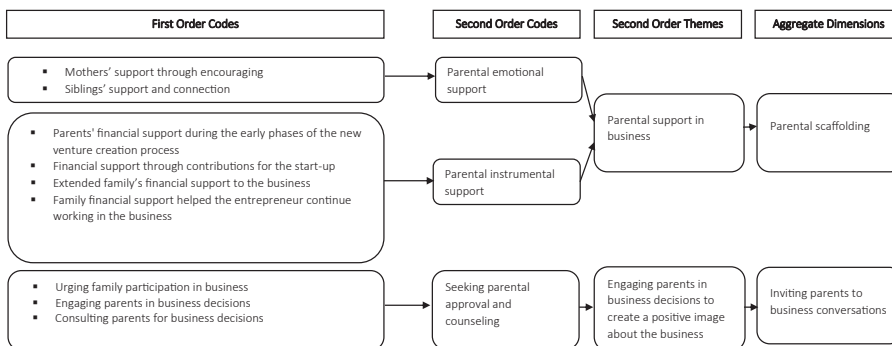 First Order Codes
Second Order Codes
Second Order Themes
Aggregate Dimensions
▪ Mothers' support through encouraging
▪ Siblings' support and connection
Parental emotional
support
▪ Parents' financial support during the early phases of the new
venture creation process
▪ Financial support through contributions for the start-up
▪ Extended family's financial support to the business
▪ Family financial support helped the entrepreneur continue
working in the business
Parental instrumental
support
Parental support in
business
Parental scaffolding
▪ Urging family participation in business
▪ Engaging parents in business decisions
▪ Consulting parents for business decisions
Seeking parental
approval and
counseling
Engaging parents in
business decisions to
create a positive image
about the business
Inviting parents to
business conversations